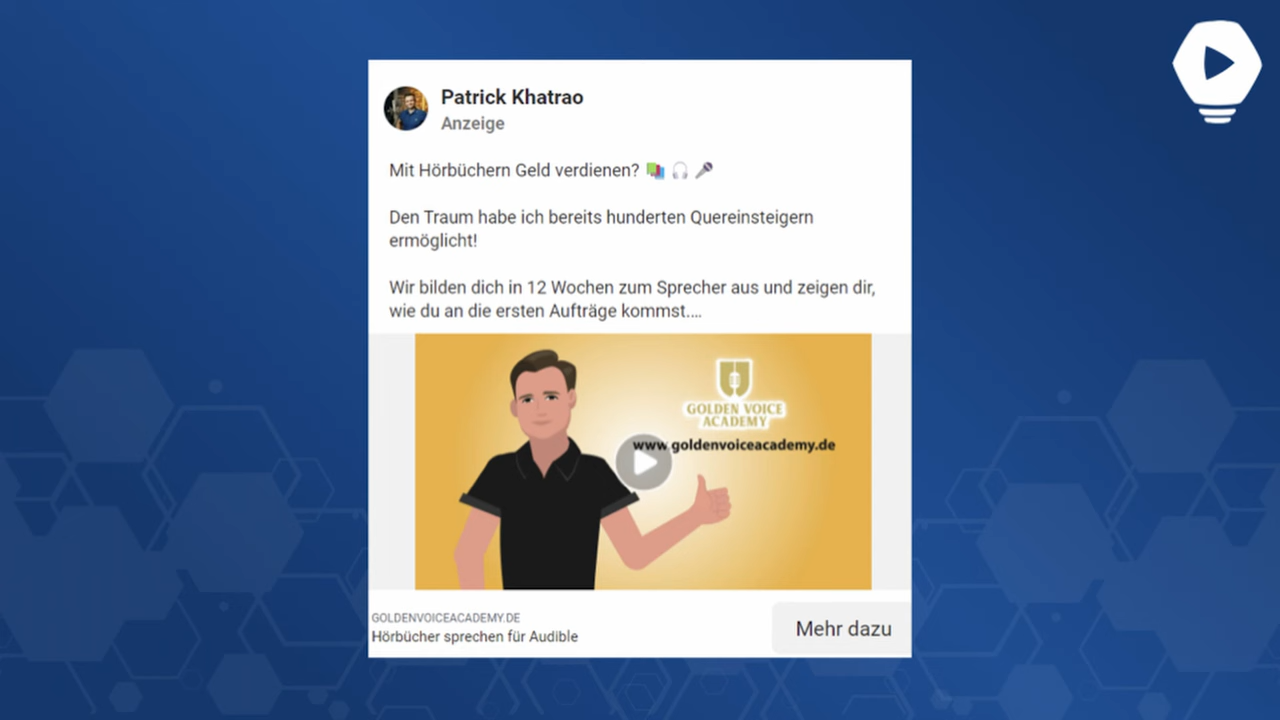 Patrick Khatrao
Anzeige
Mit Hörbüchern Geld verdienen?
Den Traum habe ich bereits hunderten Quereinsteigern
ermöglicht!
Wir bilden dich in 12 Wochen zum Sprecher aus und zeigen dir,
wie du an die ersten Aufträge kommst....
GOLDEN VOICE
ACADEMY
www.goldenvoiceacademy.de
GOLDENVOICEACADEMY.DE
Hörbücher sprechen für Audible
Mehr dazu